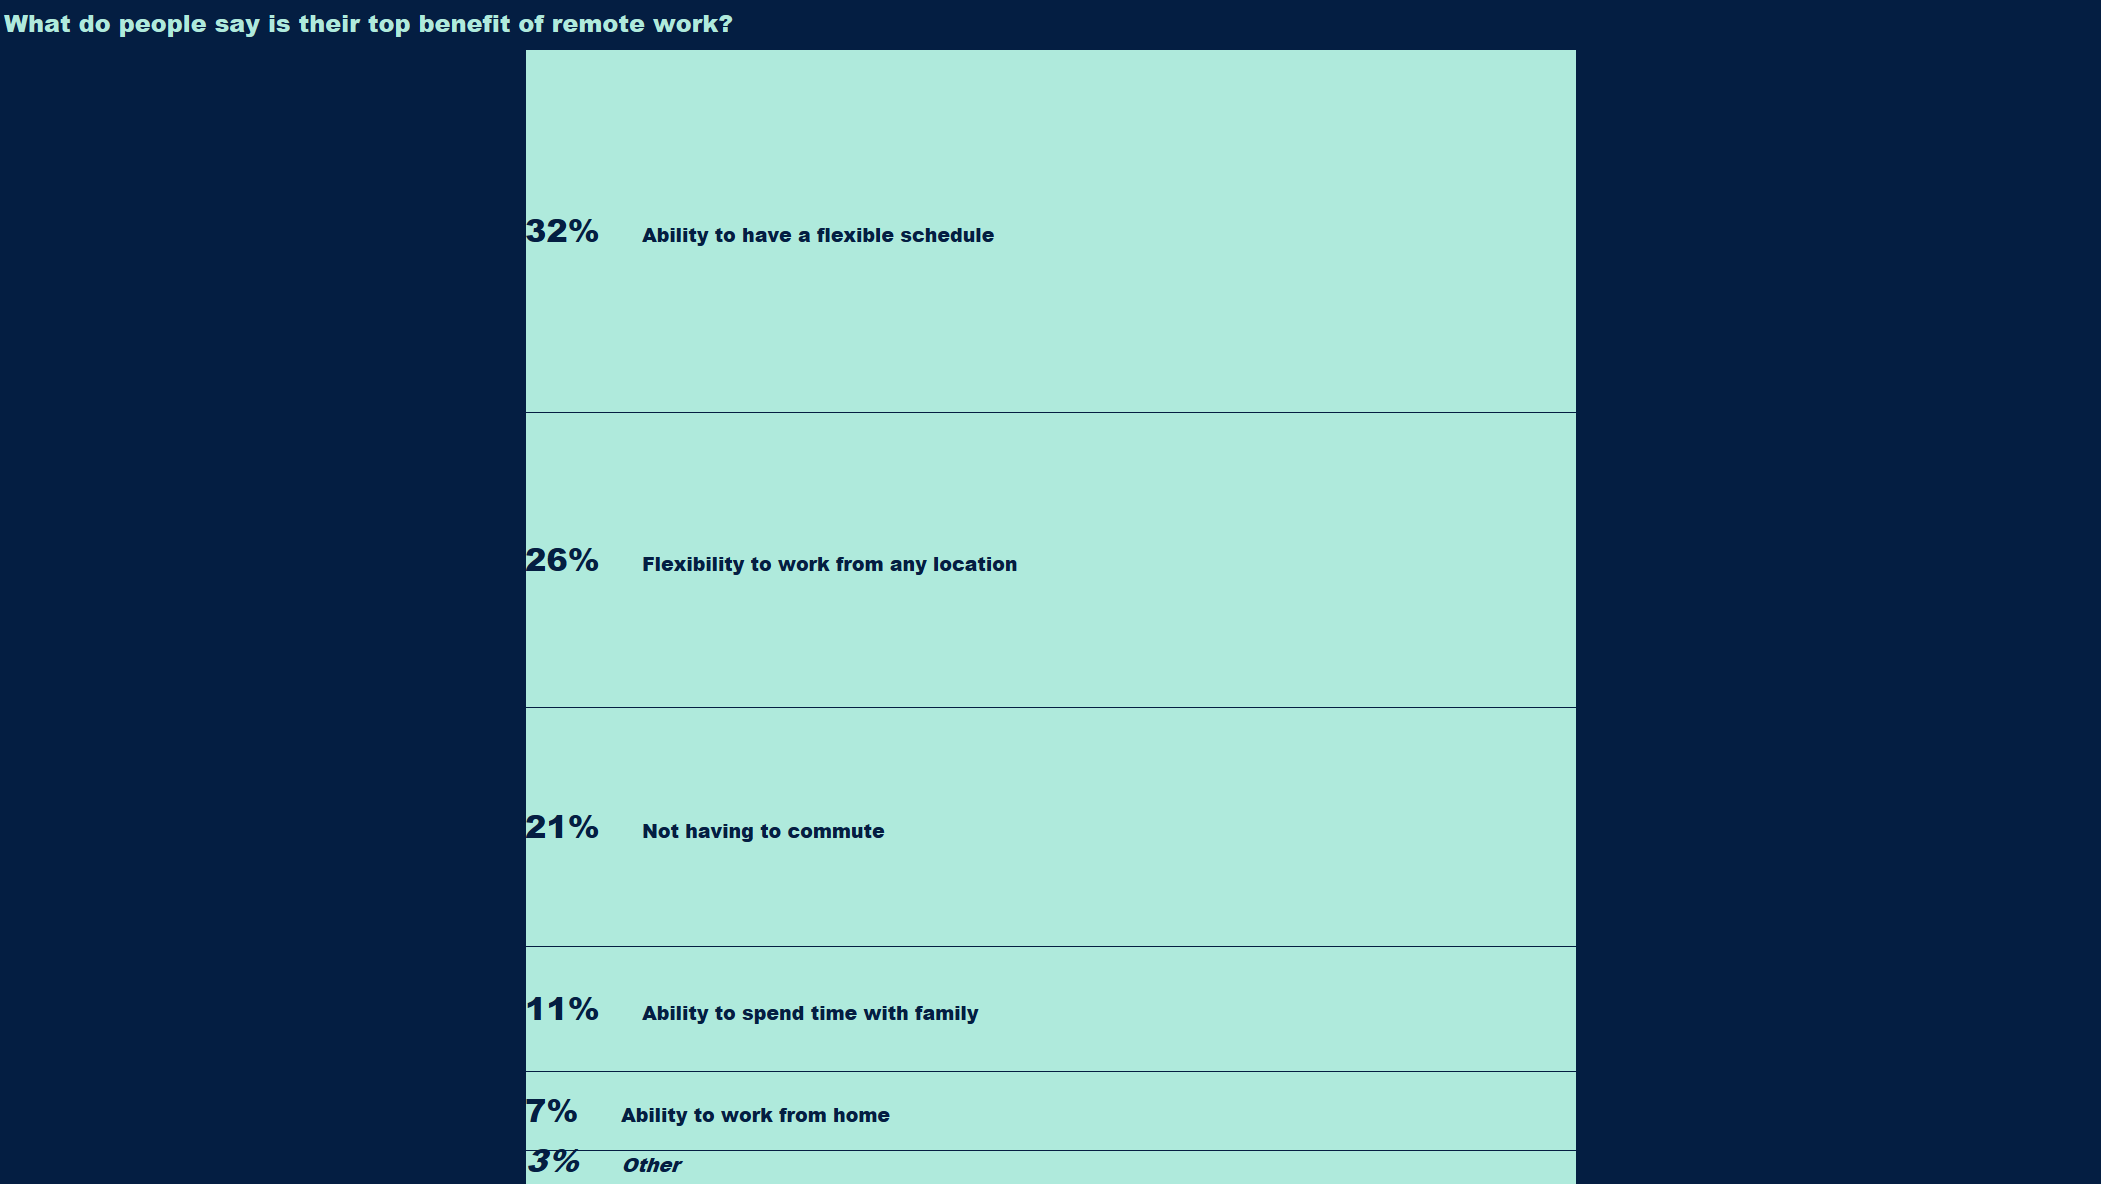 What do people say is their top benefit of remote work?
32% Ability to have a flexible schedule
26% Flexibility to work from any location
21% Not having to commute
11% Ability to spend time with family
7% Ability to work from home
3% Other